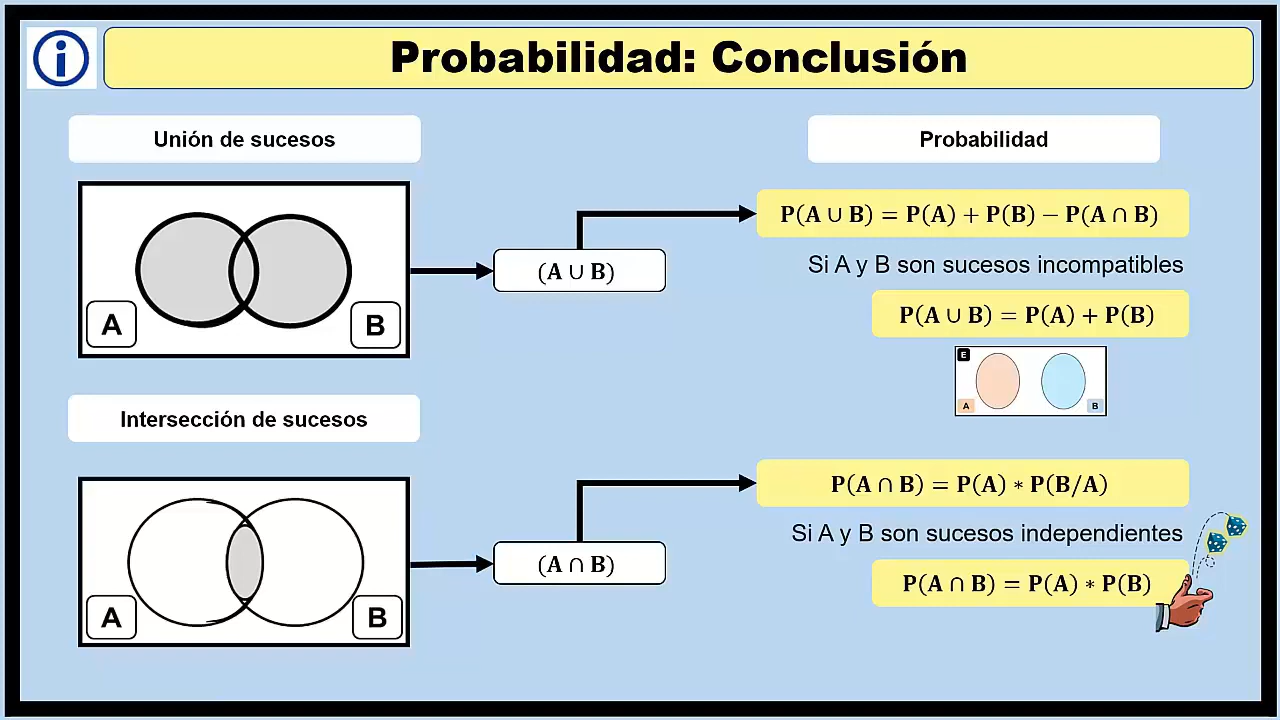 i
Probabilidad: Conclusión
Unión de sucesos
Probabilidad
A
B
(A ∪ B)
P(A ∪ B) = P(A) + P(B) − P(A ∩ B)
Si A y B son sucesos incompatibles
P(A ∪ B) = P(A) + P(B)
E
A
B
Intersección de sucesos
A
B
(A ∩ B)
P(A ∩ B) = P(A) ∗ P(B/A)
Si A y B son sucesos independientes
P(A ∩ B) = P(A) ∗ P(B)